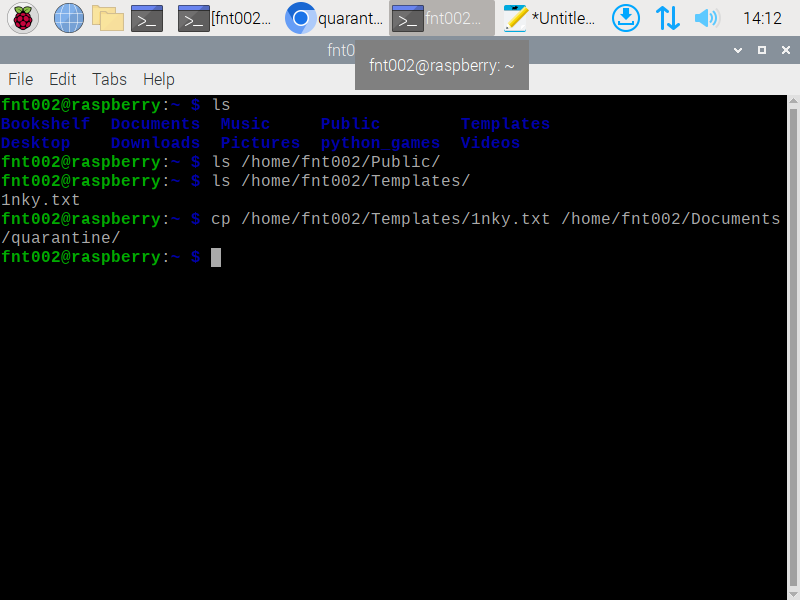 [fnt002... quarant... fnt002... *Untitle... 14:12
fnt0
fnt002@raspberry: ~
File Edit Tabs Help
fnt002@raspberry:~ $ ls
Bookshelf Documents Music Public Templates
Desktop Downloads Pictures python_games Videos
fnt002@raspberry:~ $ ls /home/fnt002/Public/
fnt002@raspberry:~ $ ls /home/fnt002/Templates/
1nky.txt
fnt002@raspberry:~ $ cp /home/fnt002/Templates/1nky.txt /home/fnt002/Documents
/quarantine/
fnt002@raspberry:~ $